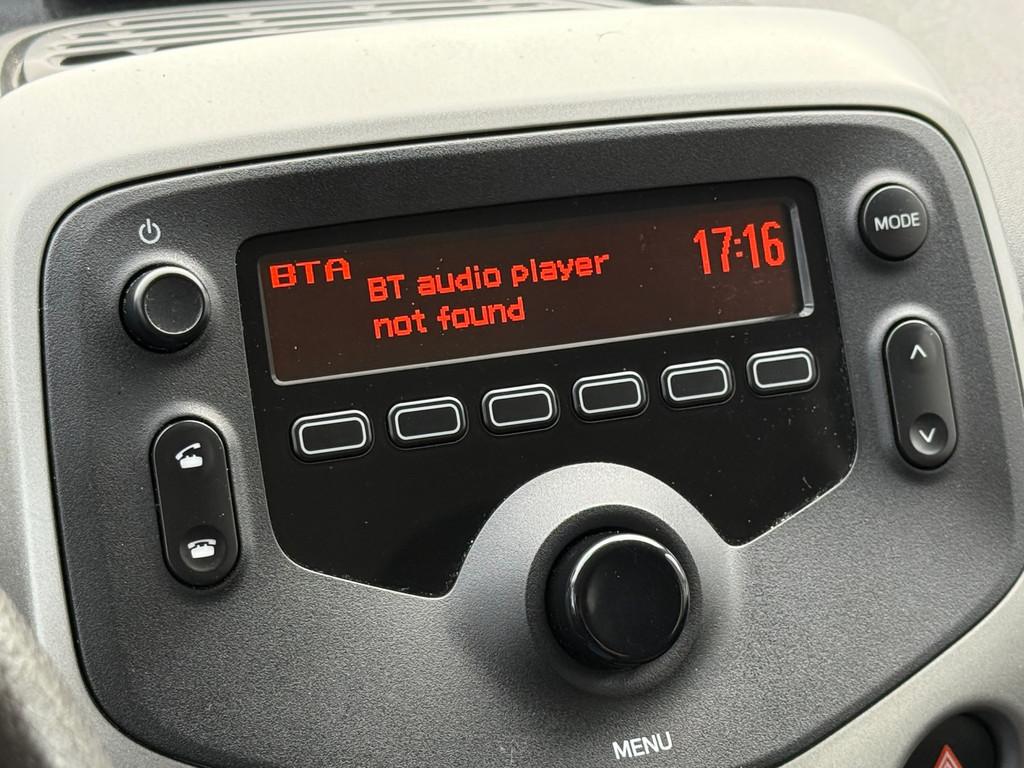 BTA
BT audio player
not found
17:16
MODE
MENU